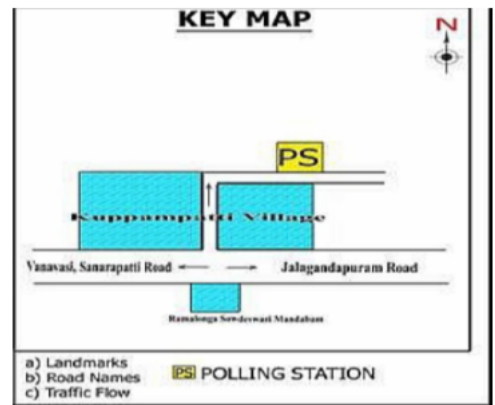 KEY MAP
N
PS
Kuppampatti Village
Vanavasi, Sanarapatti Road
Jalagandapuram Road
Ramalonga Sowdeswari Mandabam
a) Landmarks
b) Road Names
c) Traffic Flow
PS POLLING STATION